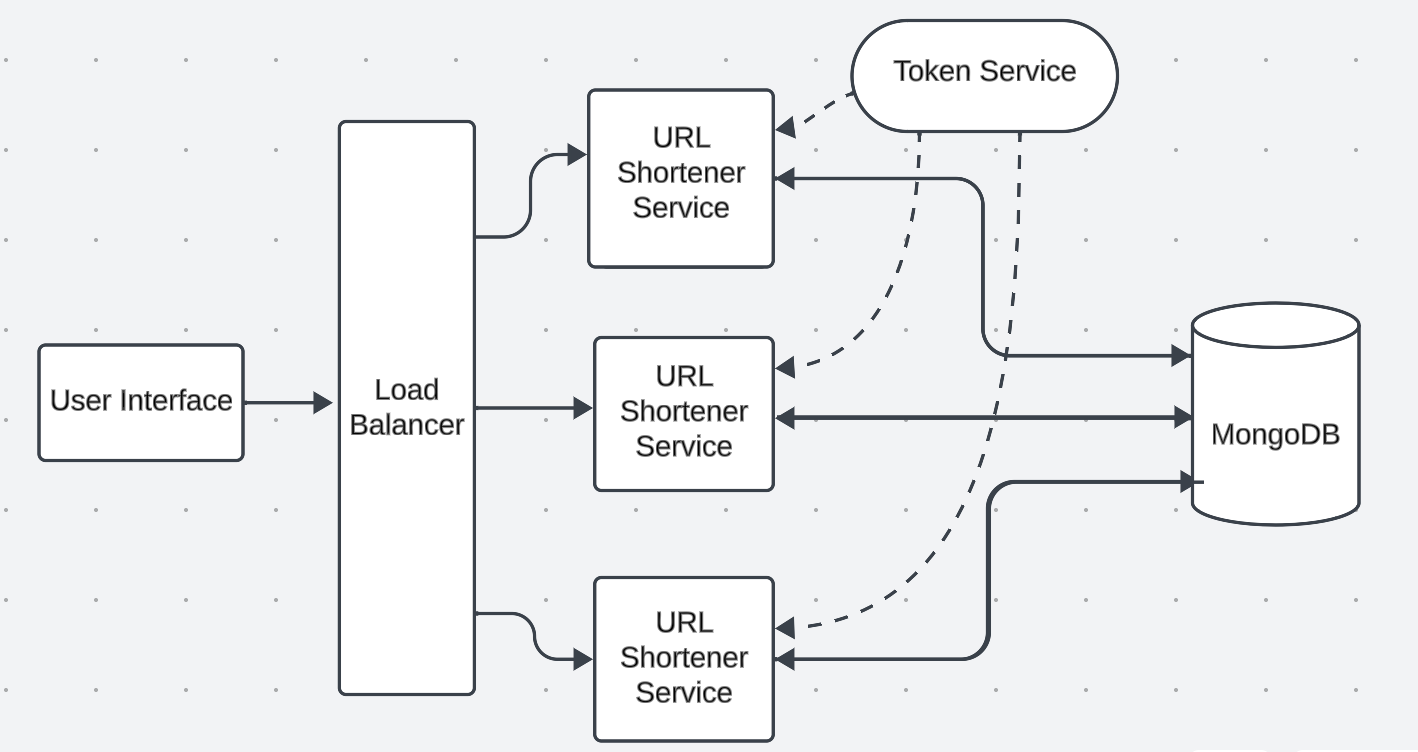 Token Service
URL
Shortener
Service
User Interface
Load
Balancer
URL
Shortener
Service
MongoDB
URL
Shortener
Service